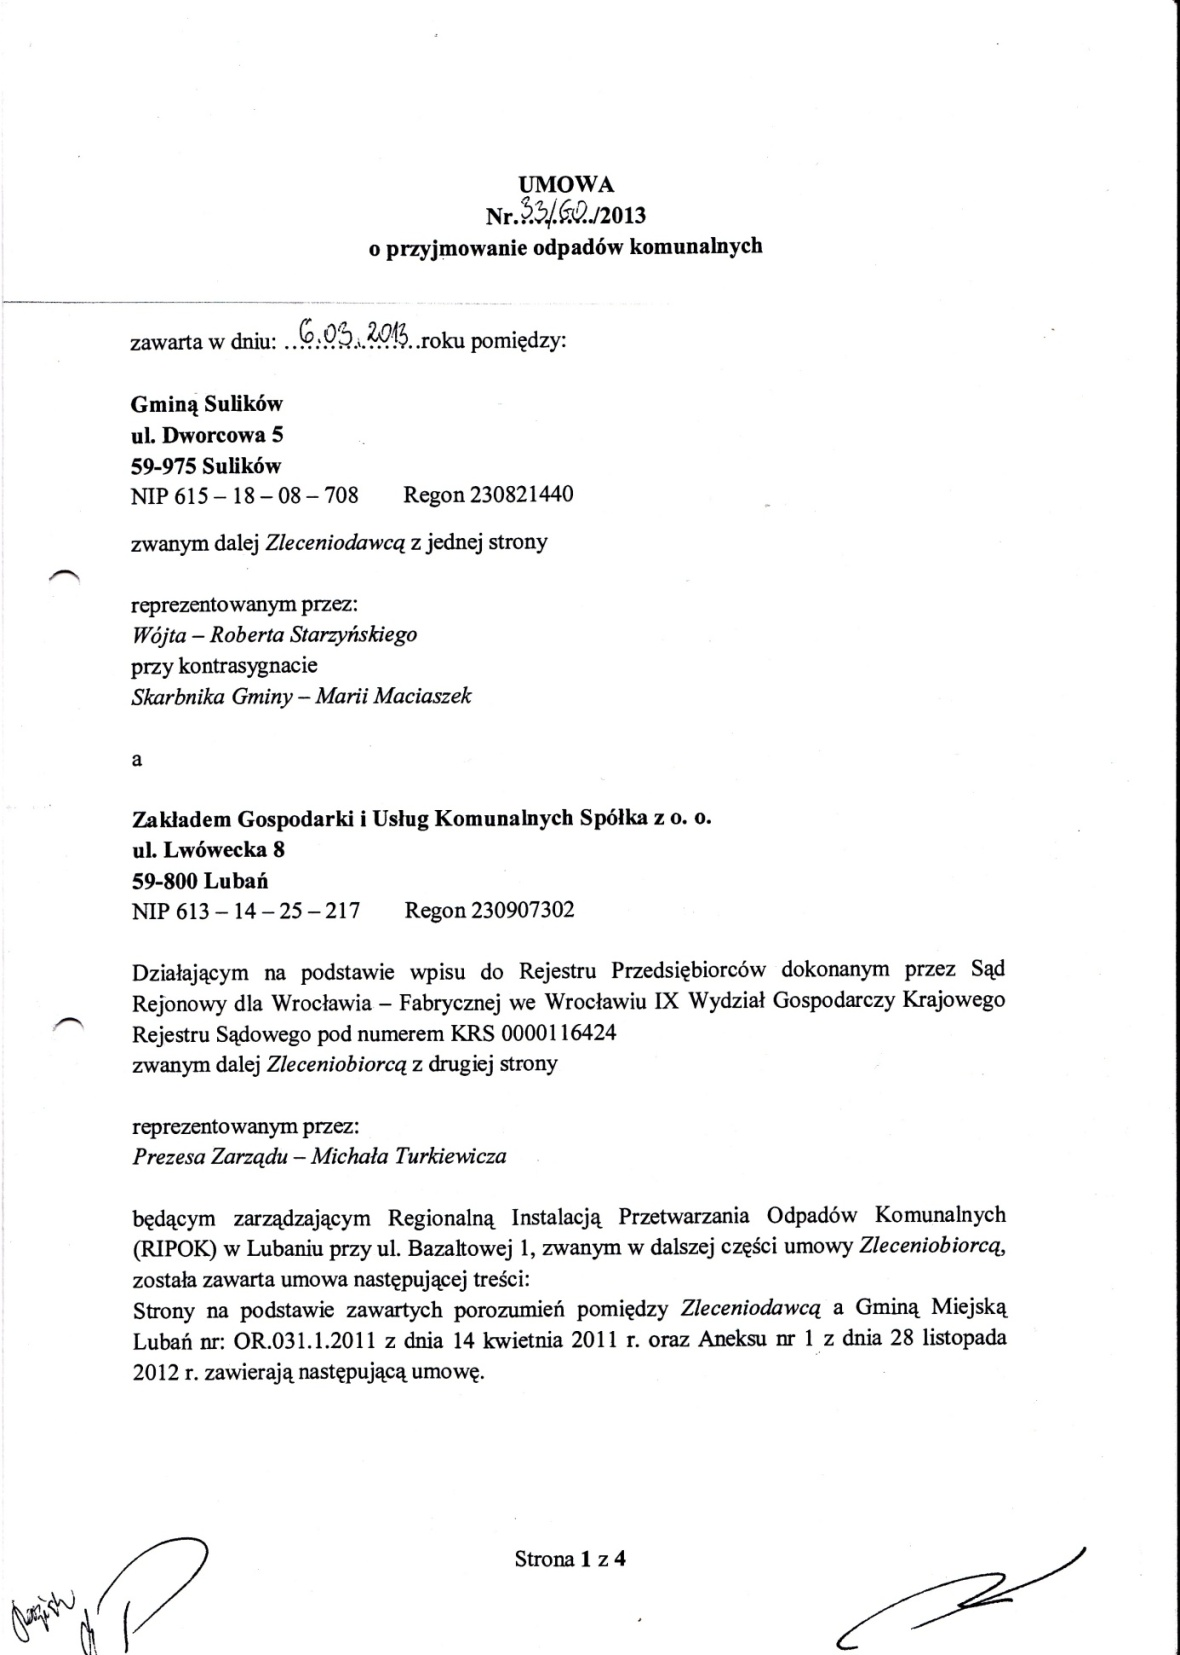 UMOWA
Nr.33/GO./2013
o przyjmowanie odpadów komunalnych
zawarta w dniu: ..6.03.2013..roku pomiędzy:
Gminą Sulików
ul. Dworcowa 5
59-975 Sulików
NIP 615 – 18 – 08 – 708 Regon 230821440
zwanym dalej Zleceniodawcą z jednej strony
reprezentowanym przez:
Wójta – Roberta Starzyńskiego
przy kontrasygnacie
Skarbnika Gminy – Marii Maciaszek
a
Zakładem Gospodarki i Usług Komunalnych Spółka z o. o.
ul. Lwówecka 8
59-800 Lubań
NIP 613 – 14 – 25 – 217 Regon 230907302
Działającym na podstawie wpisu do Rejestru Przedsiębiorców dokonanym przez Sąd
Rejonowy dla Wrocławia – Fabrycznej we Wrocławiu IX Wydział Gospodarczy Krajowego
Rejestru Sądowego pod numerem KRS 0000116424
zwanym dalej Zleceniobiorcą z drugiej strony
reprezentowanym przez:
Prezesa Zarządu – Michała Turkiewicza
będącym zarządzającym Regionalną Instalacją Przetwarzania Odpadów Komunalnych
(RIPOK) w Lubaniu przy ul. Bazaltowej 1, zwanym w dalszej części umowy Zleceniobiorcą,
została zawarta umowa następującej treści:
Strony na podstawie zawartych porozumień pomiędzy Zleceniodawcą a Gminą Miejską
Lubań nr: OR.031.1.2011 z dnia 14 kwietnia 2011 r. oraz Aneksu nr 1 z dnia 28 listopada
2012 r. zawierają następującą umowę.
Strona 1 z 4